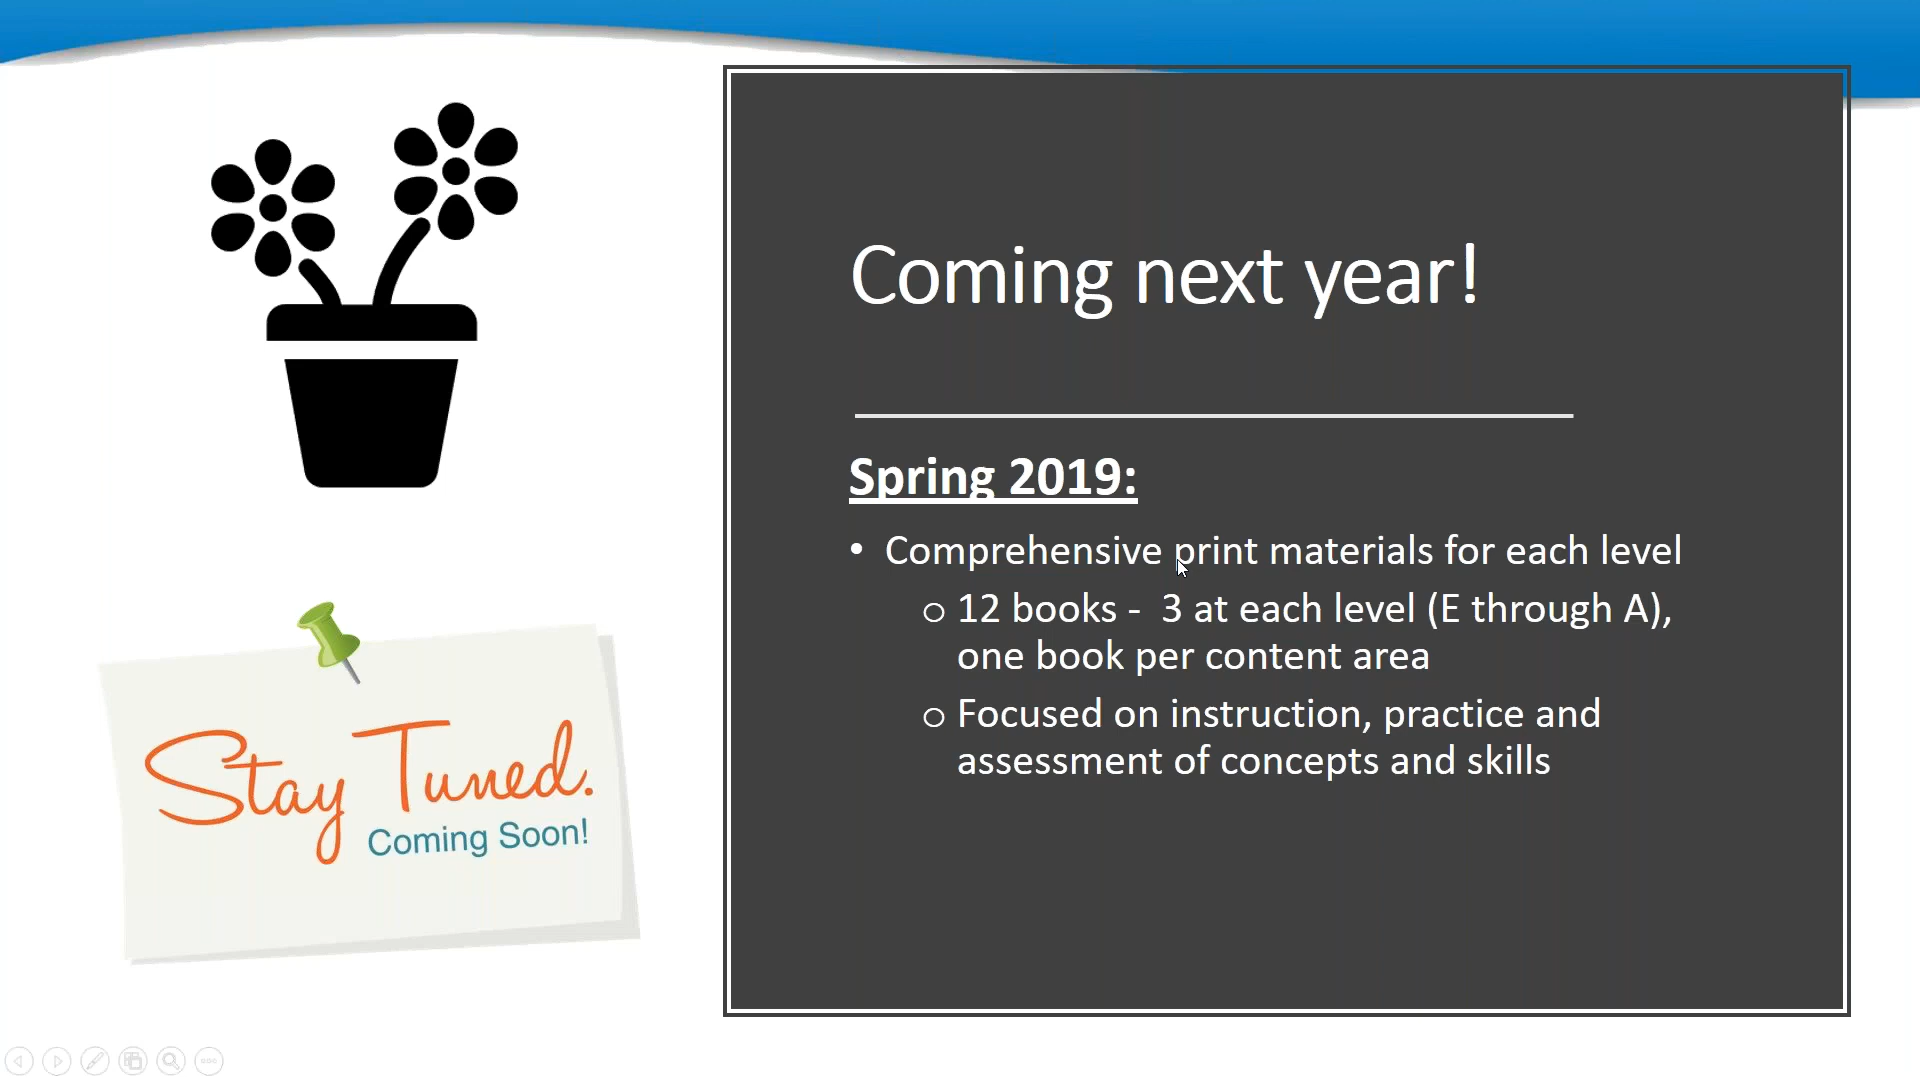 Coming next year!
Spring 2019:
• Comprehensive print materials for each level
o 12 books - 3 at each level (E through A),
one book per content area
o Focused on instruction, practice and
assessment of concepts and skills
Stay Tuned.
Coming Soon!